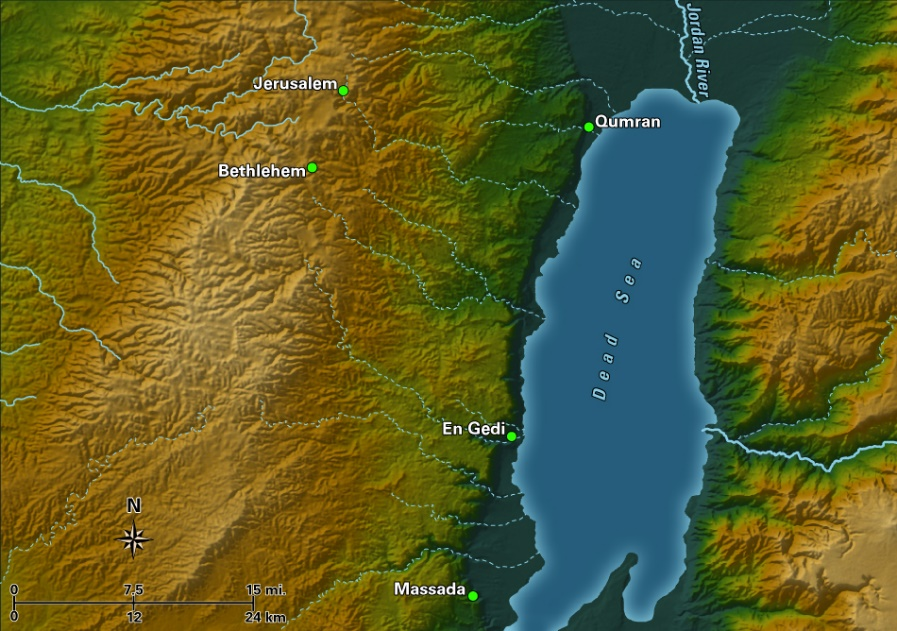 Jordan River
Jerusalem
Qumran
Bethlehem
Dead Sea
En Gedi
N
0 7.5 15 mi.
0 12 24 km
Massada